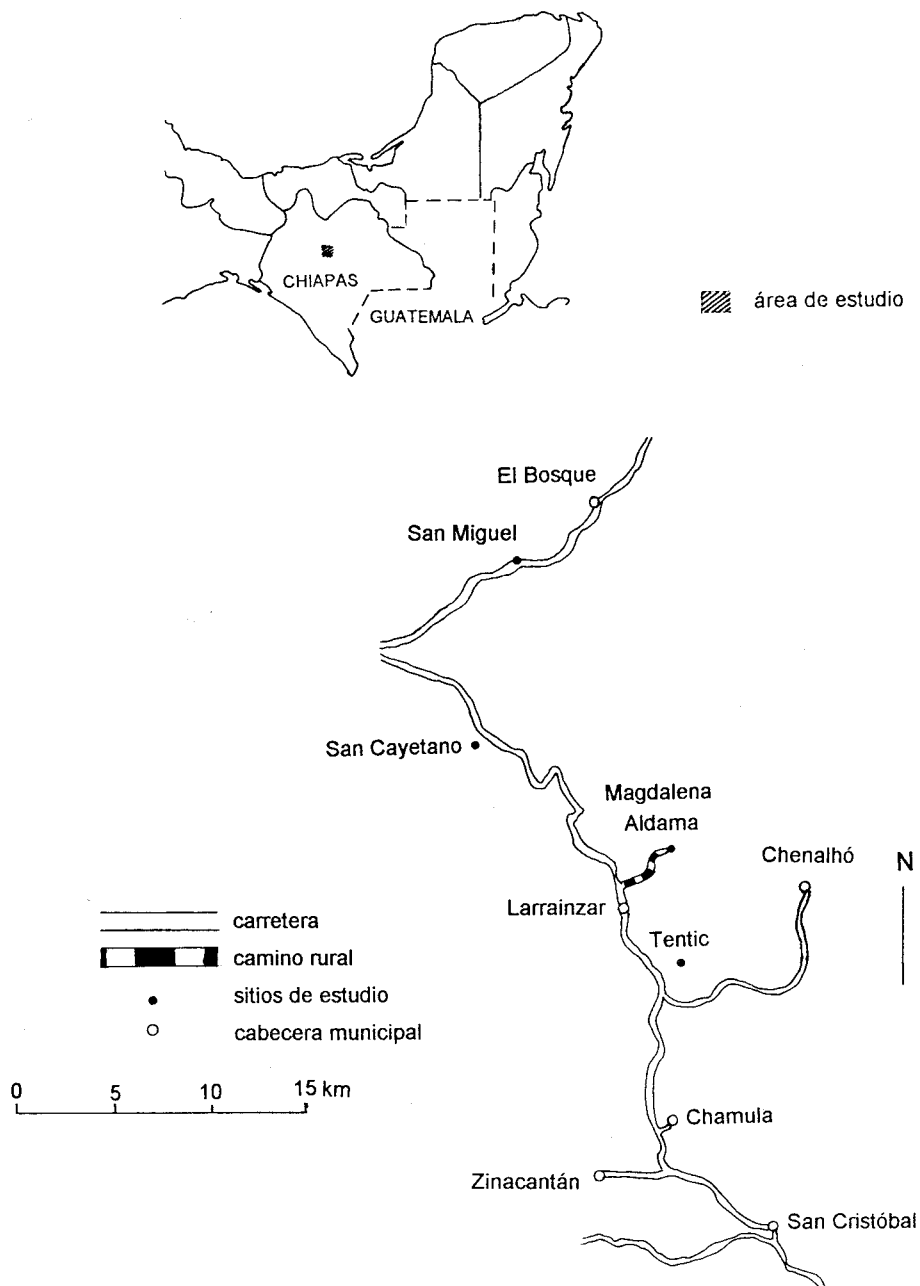 CHIAPAS
GUATEMALA
área de estudio
El Bosque
San Miguel
San Cayetano
Magdalena
Aldama
Chenalhó
N
Larrainzar
Tentic
carretera
camino rural
sitios de estudio
cabecera municipal
0 5 10 15 km
Chamula
Zinacantán
San Cristóbal